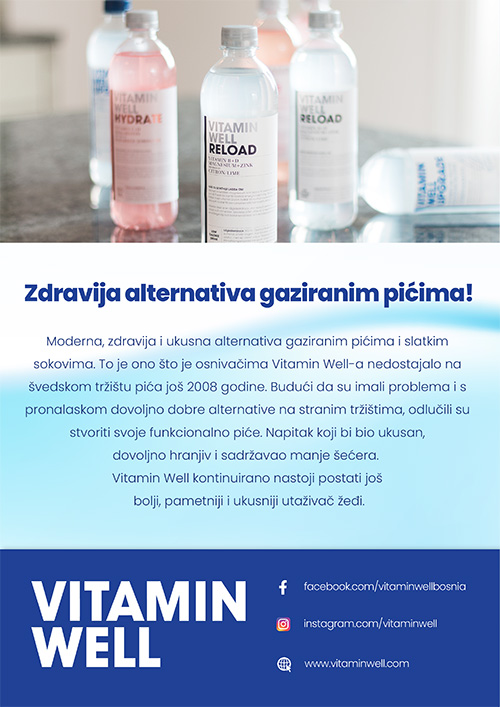 VITAMIN
WELL
HYDRATE
VITAMIN
WELL
RELOAD
VITAMIN B+D
MAGNESIUM+ZINK
CITRON/LIME
VITAMIN
WELL
RELOAD
VITAMIN
WELL
UPGRADE
Zdravija alternativa gaziranim pićima!
Moderna, zdravija i ukusna alternativa gaziranim pićima i slatkim
sokovima. To je ono što je osnivačima Vitamin Well-a nedostajalo na
švedskom tržištu pića još 2008 godine. Budući da su imali problema i s
pronalaskom dovoljno dobre alternative na stranim tržištima, odlučili su
stvoriti svoje funkcionalno piće. Napitak koji bi bio ukusan,
dovoljno hranjiv i sadržavao manje šećera.
Vitamin Well kontinuirano nastoji postati još
bolji, pametniji i ukusniji utaživač žeđi.
VITAMIN
WELL
facebook.com/vitaminwellbosnia
instagram.com/vitaminwell
www.vitaminwell.com